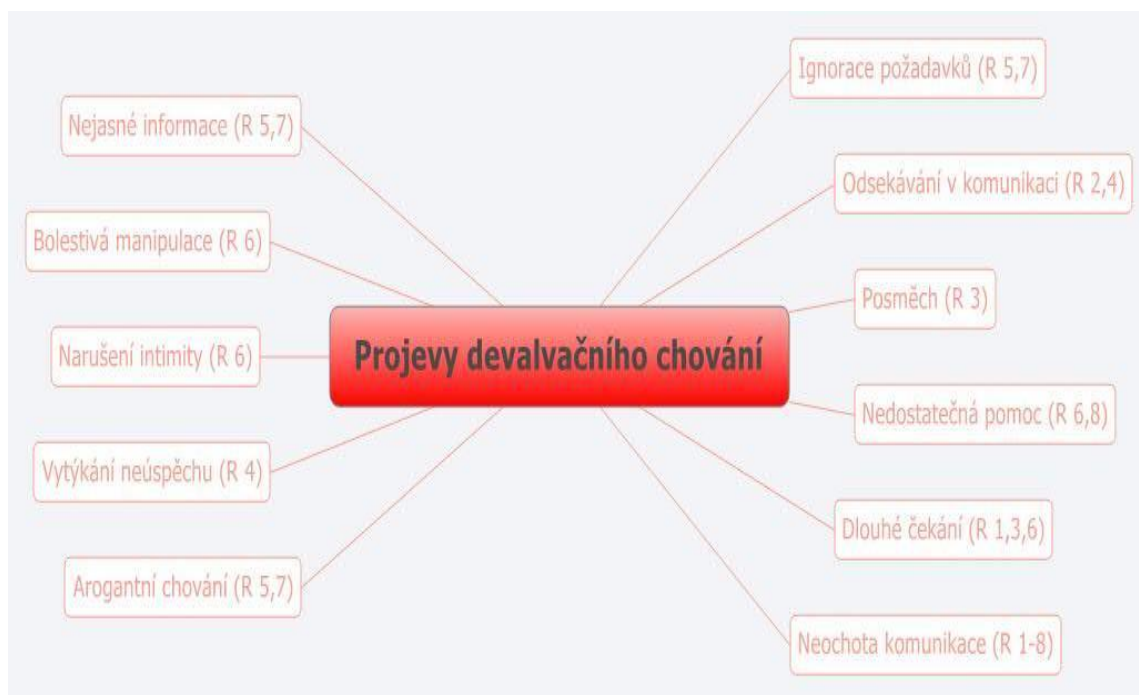 Ignorace požadavků (R 5,7)
Nejasné informace (R 5,7)
Odsekávání v komunikaci (R 2,4)
Bolestivá manipulace (R 6)
Posměch (R 3)
Projevy devalvačního chování
Narušení intimity (R 6)
Nedostatečná pomoc (R 6,8)
Vytýkání neúspěchu (R 4)
Dlouhé čekání (R 1,3,6)
Arogantní chování (R 5,7)
Neochota komunikace (R 1-8)